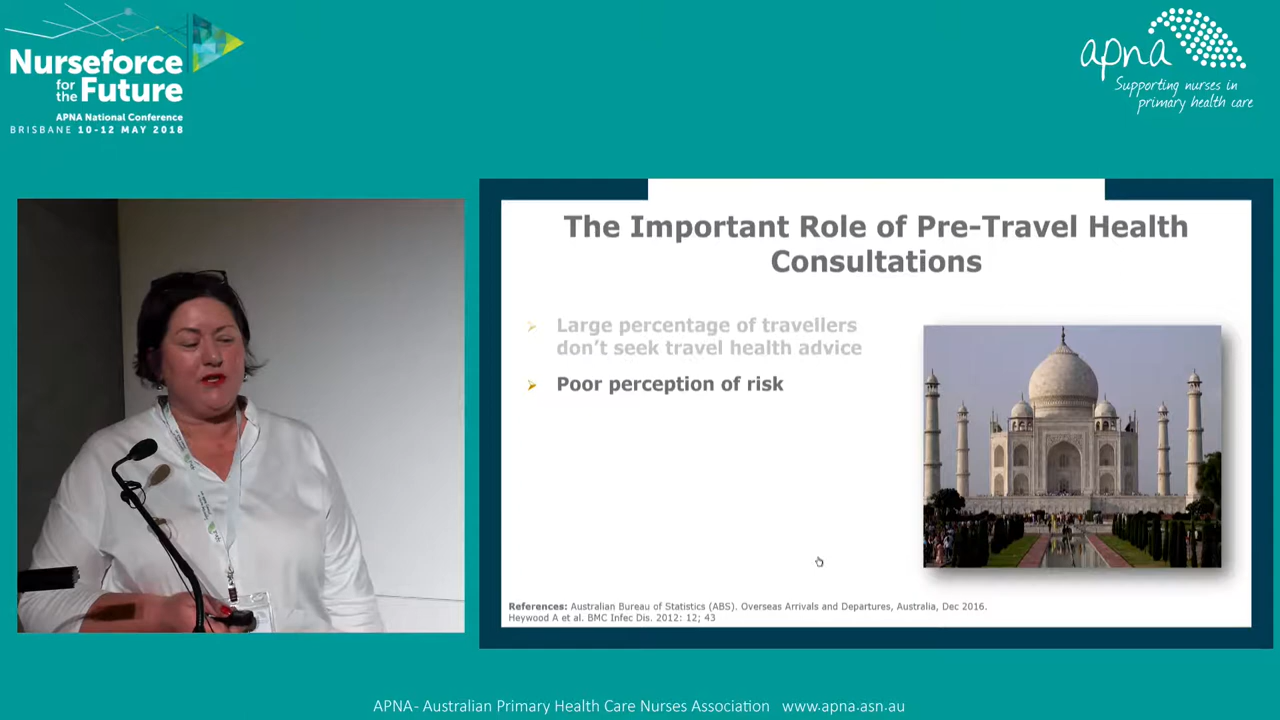 Nurseforce
for the Future
APNA National Conference
BRISBANE 10-12 MAY 2018
apna
Supporting nurses in
primary health care
The Important Role of Pre-Travel Health
Consultations
Large percentage of travellers
don't seek travel health advice
Poor perception of risk
References: Australian Bureau of Statistics (ABS). Overseas Arrivals and Departures, Australia, Dec 2016.
Heywood A et al. BMC Infec Dis. 2012: 12; 43
APNA- Australian Primary Health Care Nurses Association www.apna.asn.au